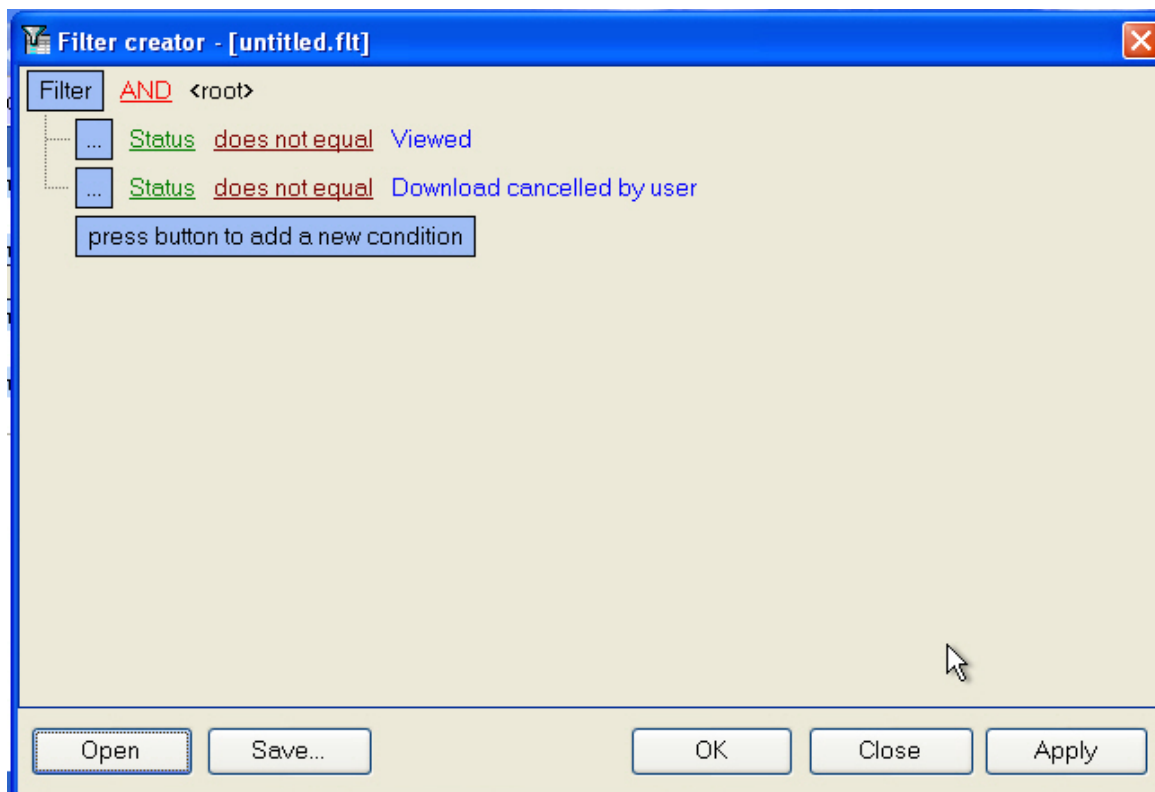 Filter creator - [untitled.flt]
Filter AND <root>
... Status does not equal Viewed
... Status does not equal Download cancelled by user
press button to add a new condition
Open Save... OK Close Apply